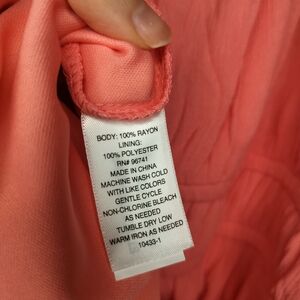 BODY: 100% RAYON
LINING:
100% POLYESTER
RN# 96741
MADE IN CHINA
MACHINE WASH COLD
WITH LIKE COLORS
GENTLE CYCLE
NON-CHLORINE BLEACH
AS NEEDED
TUMBLE DRY LOW
WARM IRON AS NEEDED
10433-1